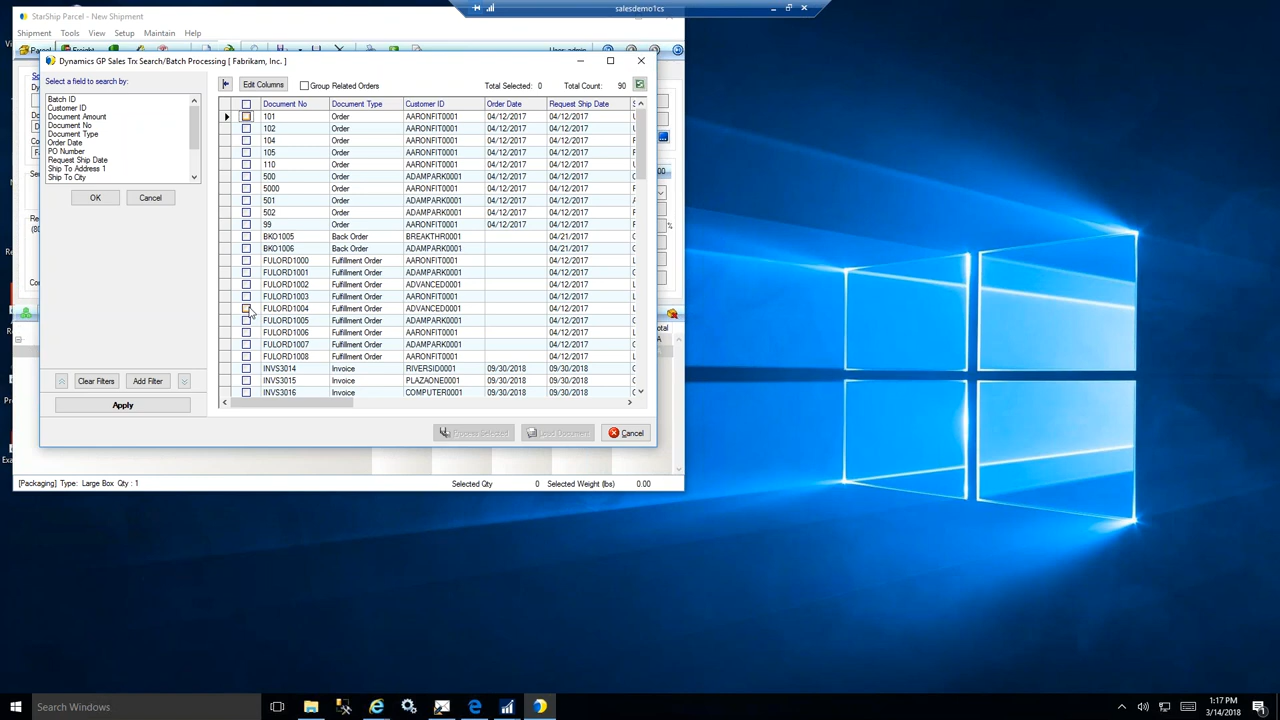 salesdemo1cs
StarShip Parcel - New Shipment
Shipment Tools View Setup Maintain Help
Parcel Freight
Dynamics GP Sales Trx Search/Batch Processing [ Fabrikam, Inc. ]
Select a field to search by:
Edit Columns Group Related Orders Total Selected: 0 Total Count: 90
Batch ID
Customer ID
Document Amount
Document No
Document Type
Order Date
PO Number
Request Ship Date
Ship To Address 1
Ship To City
OK Cancel
Clear Filters Add Filter
Apply
Document No Document Type Customer ID Order Date Request Ship Date
101 Order AARONFIT0001 04/12/2017 04/12/2017
102 Order AARONFIT0001 04/12/2017 04/12/2017
104 Order AARONFIT0001 04/12/2017 04/12/2017
105 Order AARONFIT0001 04/12/2017 04/12/2017
110 Order AARONFIT0001 04/12/2017 04/12/2017
500 Order ADAMPARK0001 04/12/2017 04/12/2017
5000 Order AARONFIT0001 04/12/2017 04/12/2017
501 Order ADAMPARK0001 04/12/2017 04/12/2017
502 Order ADAMPARK0001 04/12/2017 04/12/2017
99 Order AARONFIT0001 04/12/2017 04/12/2017
BKO1005 Back Order BREAKTHR0001 04/21/2017
BKO1006 Back Order ADAMPARK0001 04/21/2017
FULORD1000 Fulfillment Order AARONFIT0001 04/12/2017
FULORD1001 Fulfillment Order ADAMPARK0001 04/12/2017
FULORD1002 Fulfillment Order ADVANCED0001 04/12/2017
FULORD1003 Fulfillment Order AARONFIT0001 04/12/2017
FULORD1004 Fulfillment Order ADVANCED0001 04/12/2017
FULORD1005 Fulfillment Order ADAMPARK0001 04/12/2017
FULORD1006 Fulfillment Order AARONFIT0001 04/12/2017
FULORD1007 Fulfillment Order ADAMPARK0001 04/12/2017
FULORD1008 Fulfillment Order AARONFIT0001 04/12/2017
INVS3014 Invoice RIVERSID0001 09/30/2018 09/30/2018
INVS3015 Invoice PLAZAONE0001 09/30/2018 09/30/2018
INVS3016 Invoice COMPUTER0001 09/30/2018 09/30/2018
Process Selected Load Document Cancel
[Packaging] Type: Large Box Qty : 1 Selected Qty 0 Selected Weight (lbs) 0.00
Search Windows
1:17 PM
3/14/2018